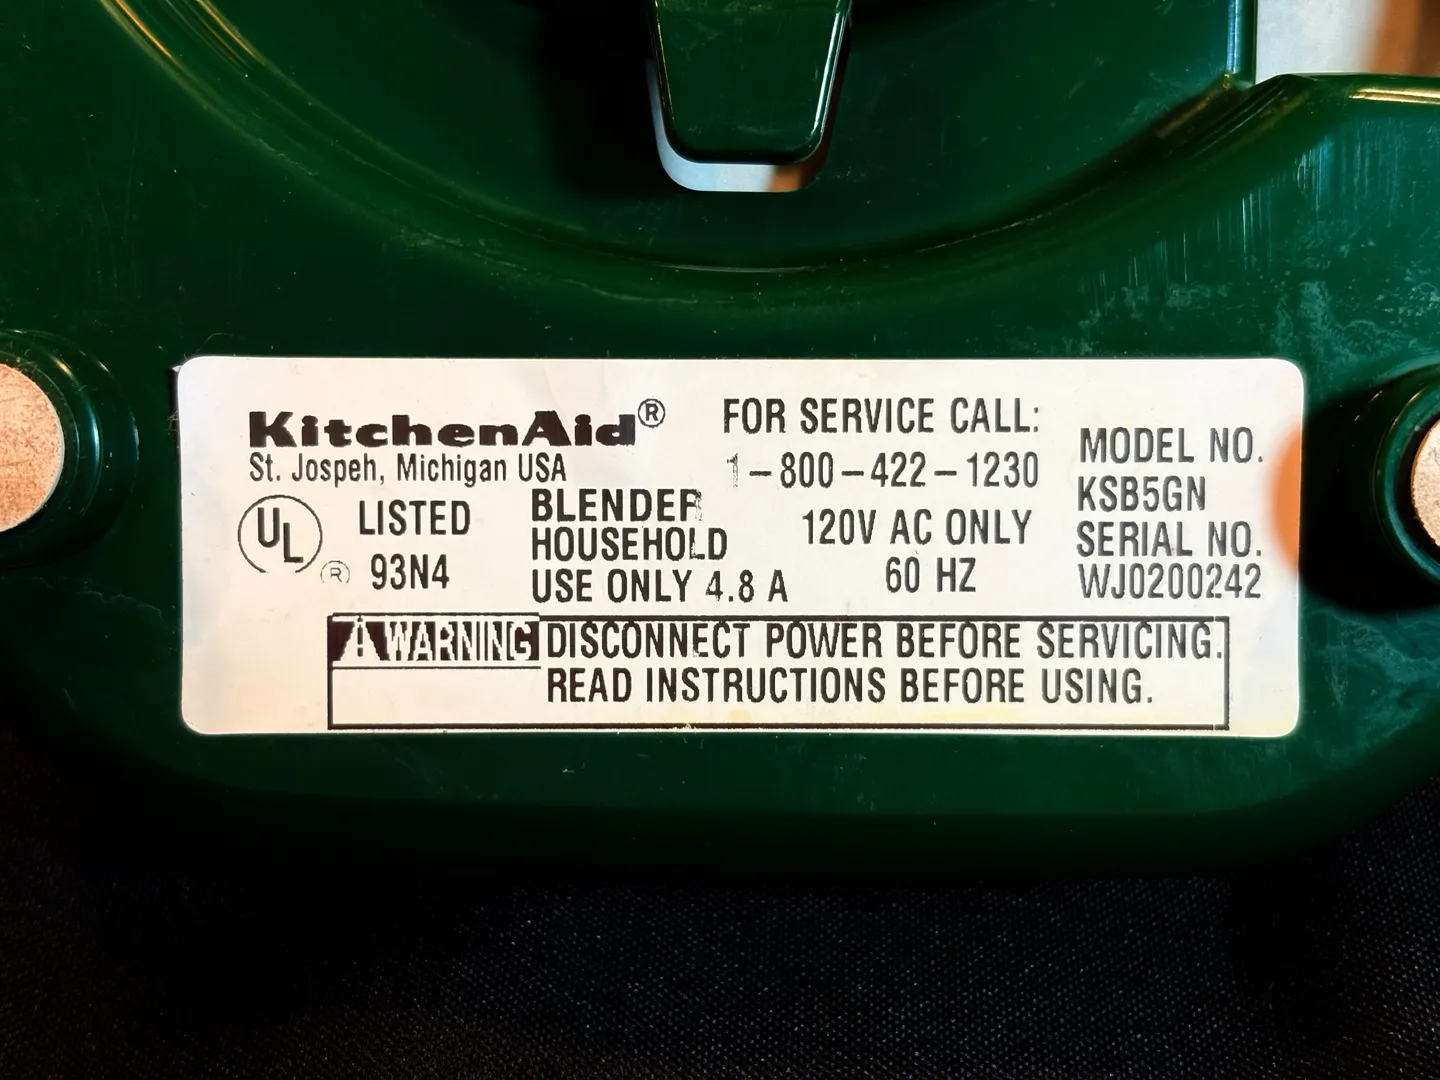 KitchenAid®
St. Jospeh, Michigan USA
UL ®
LISTED
93N4
BLENDER
HOUSEHOLD
USE ONLY 4.8 A
FOR SERVICE CALL:
1-800-422-1230
120V AC ONLY
60 HZ
MODEL NO.
KSB5GN
SERIAL NO.
WJ0200242
⚠ WARNING DISCONNECT POWER BEFORE SERVICING.
READ INSTRUCTIONS BEFORE USING.